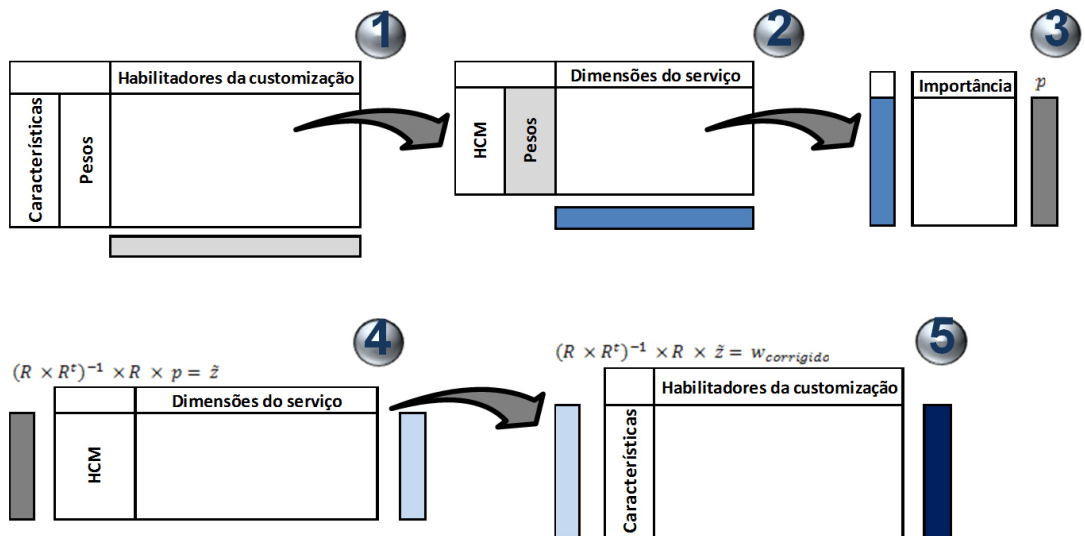 1
Habilitadores da customização
Características
Pesos
2
Dimensões do serviço
HCM
Pesos
3
Importância
p
4
(R × Rᵗ)⁻¹ × R × p = z̃
Dimensões do serviço
HCM
5
(R × Rᵗ)⁻¹ × R × z̃ = w_corrigido
Habilitadores da customização
Características